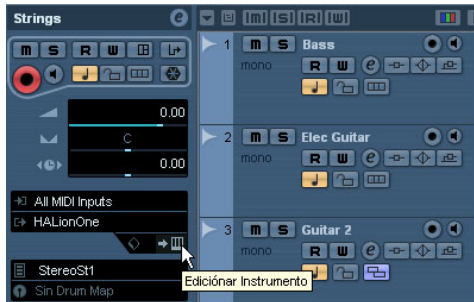 Strings
e
[M] [S] [R] [W]
m S R W
0.00
C
0.00
All MIDI Inputs
HALionOne
StereoSt1
Sin Drum Map
Ediciónar Instrumento
1 m S Bass
mono R W e
2 m S Elec Guitar
mono R W e
3 m S Guitar 2
mono R W e